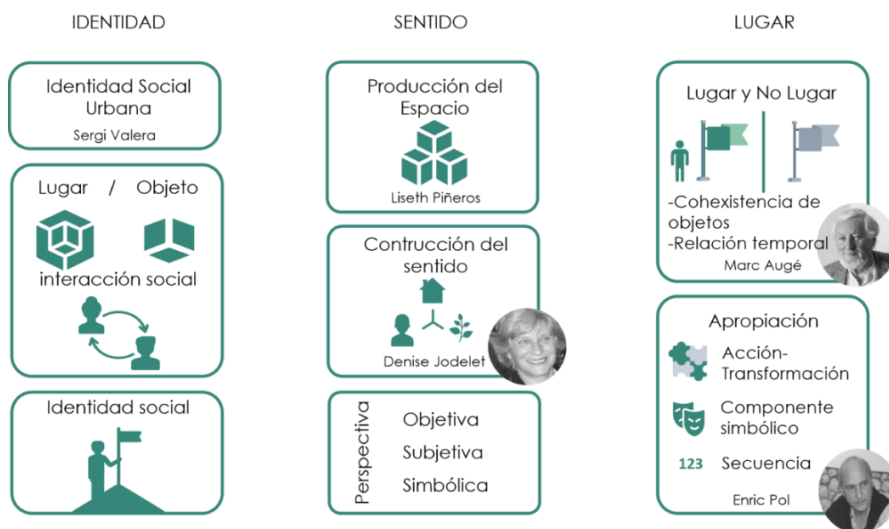 IDENTIDAD
Identidad Social
Urbana
Sergi Valera
Lugar / Objeto
interacción social
Identidad social
SENTIDO
Producción del
Espacio
Liseth Piñeros
Contrucción del
sentido
Denise Jodelet
Perspectiva
Objetiva
Subjetiva
Simbólica
LUGAR
Lugar y No Lugar
-Cohexistencia de
objetos
-Relación temporal
Marc Augé
Apropiación
Acción-
Transformación
Componente
simbólico
123 Secuencia
Enric Pol